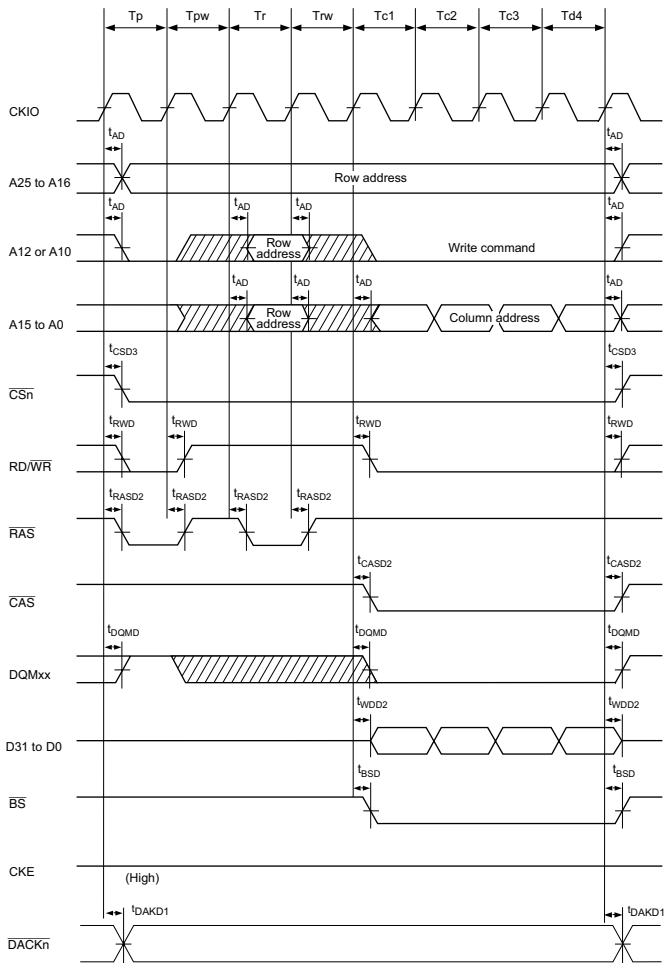 Tp Tpw Tr Trw Tc1 Tc2 Tc3 Td4
CKIO
tAD tAD
A25 to A16 Row address
tAD tAD tAD tAD
A12 or A10 Row address Write command
tAD tAD tAD tAD
A15 to A0 Row address Column address
tCSD3 tCSD3
CSn
tRWD tRWD tRWD tRWD
RD/WR
tRASD2 tRASD2 tRASD2 tRASD2
RAS
tCASD2 tCASD2
CAS
tDQMD tDQMD tDQMD
DQMxx
tWDD2 tWDD2
D31 to D0
tBSD tBSD
BS
CKE
(High)
tDAKD1 tDAKD1
DACKn